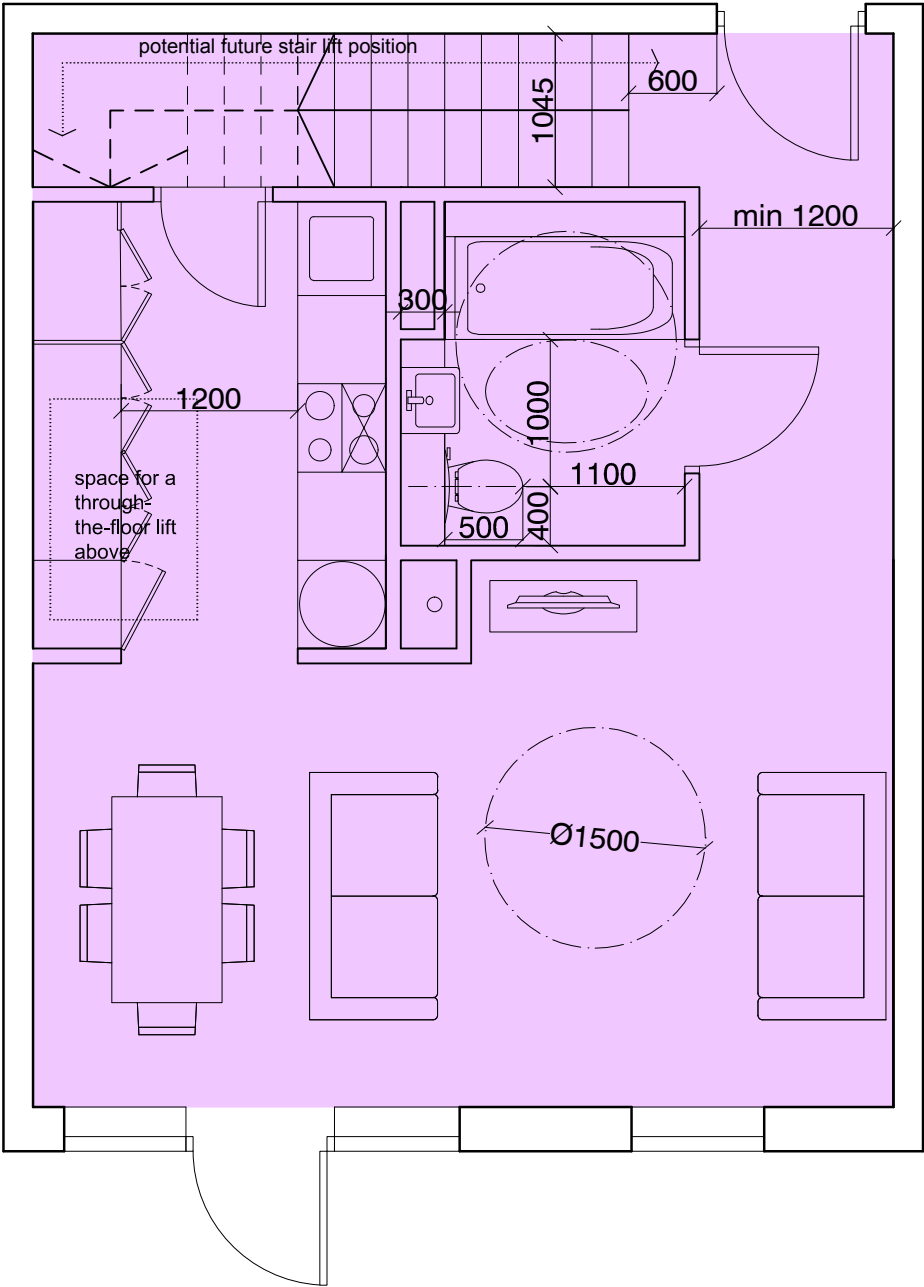 potential future stair lift position
600
1045
min 1200
300
1200
1000
space for a
through-
the-floor lift
above
1100
500
400
Ø1500